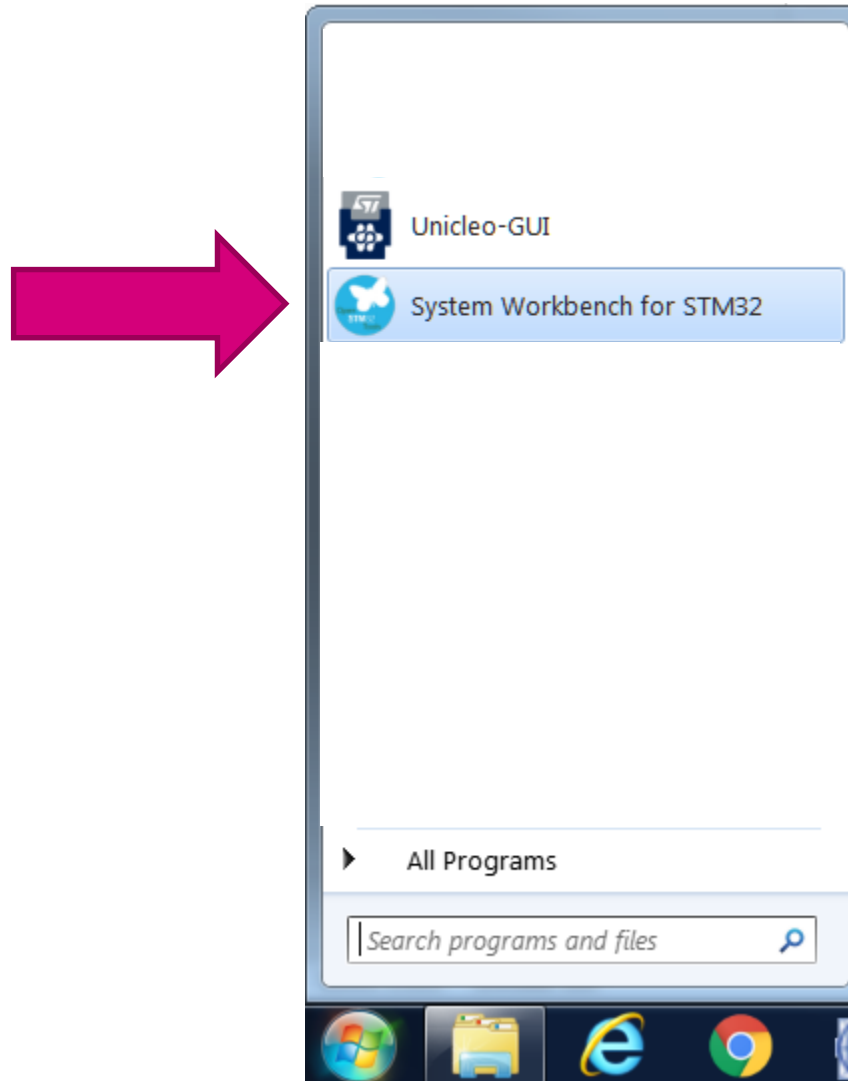 Unicleo-GUI
System Workbench for STM32
All Programs
Search programs and files